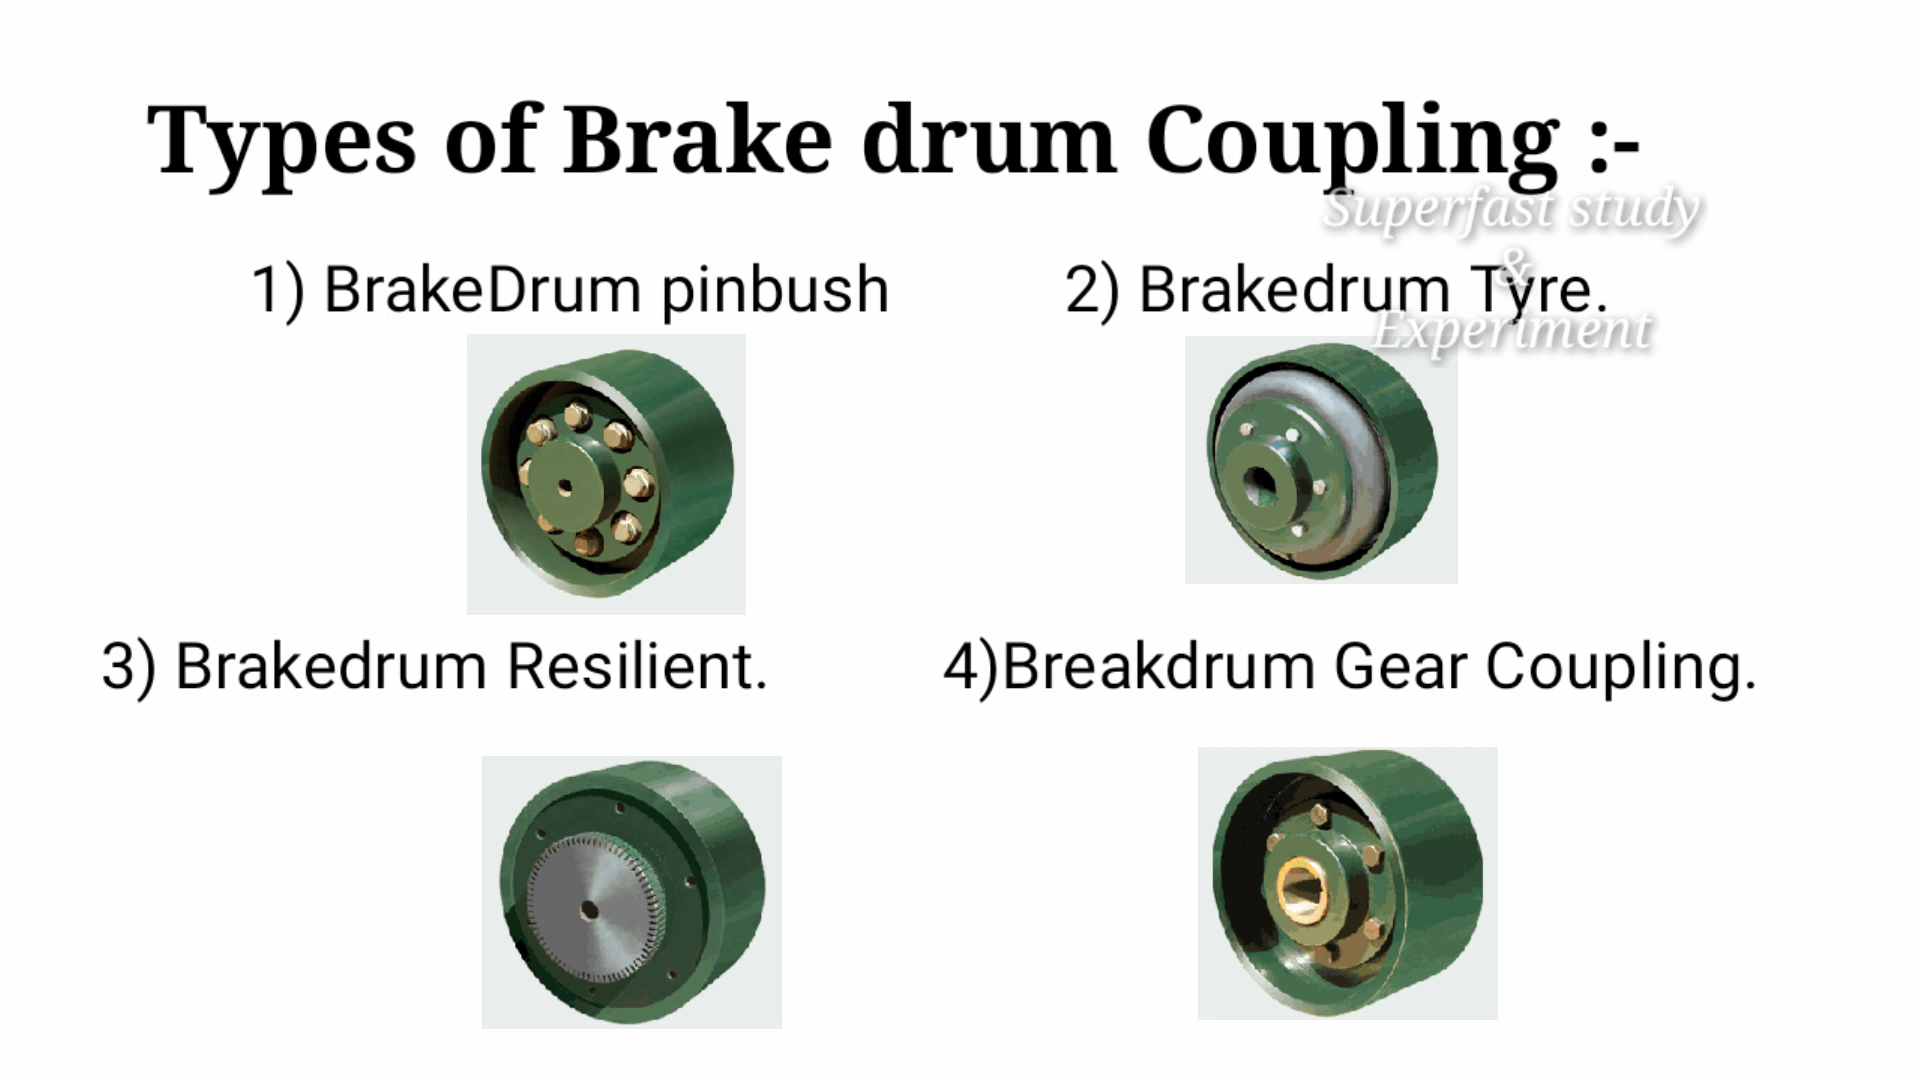 Types of Brake drum Coupling :-
Superfast study
&
Experiment
1) BrakeDrum pinbush
2) Brakedrum Tyre.
3) Brakedrum Resilient.
4)Breakdrum Gear Coupling.